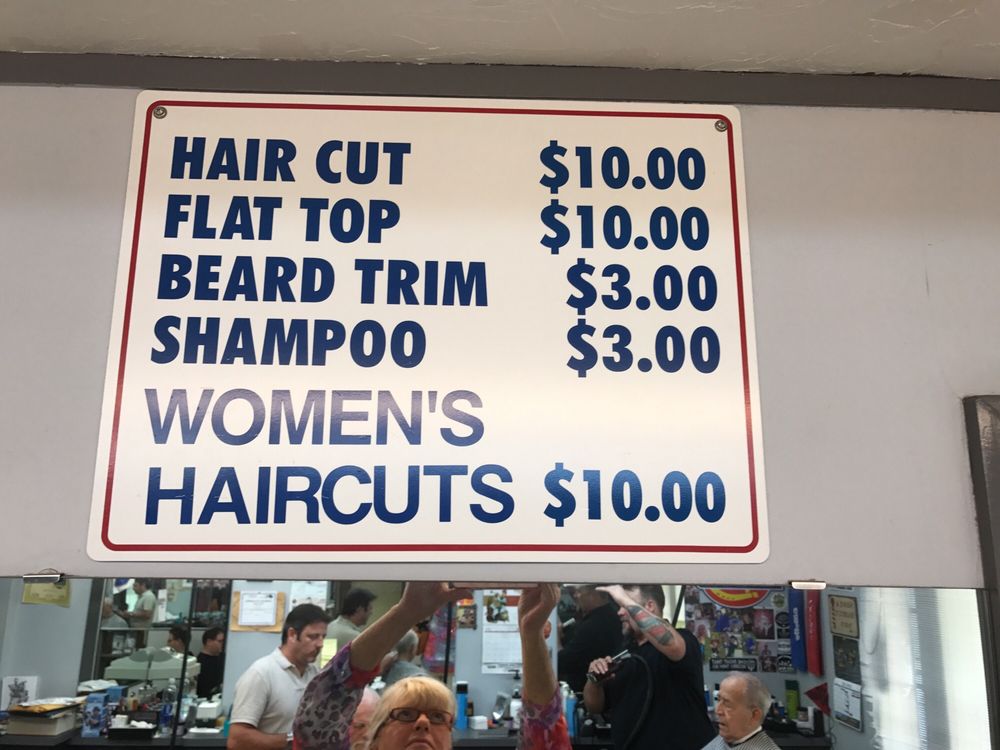 HAIR CUT $10.00
FLAT TOP $10.00
BEARD TRIM $3.00
SHAMPOO $3.00
WOMEN'S
HAIRCUTS $10.00